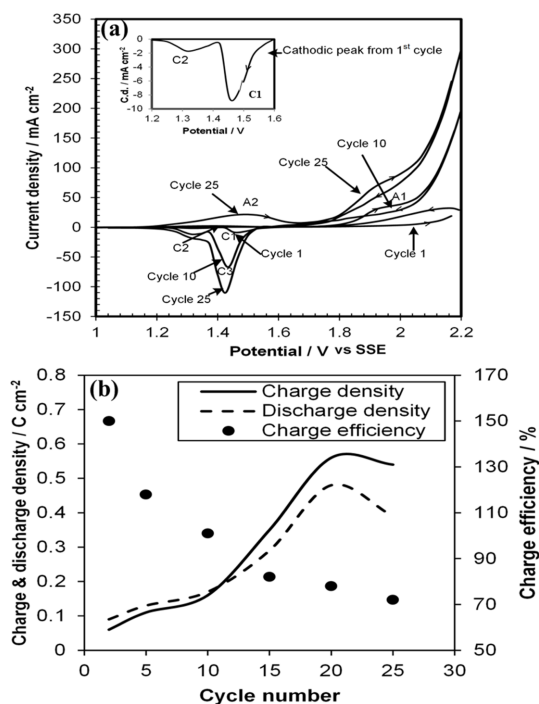 (a)
350
300
250
200
150
100
50
0
-50
-100
-150
Current density / mA cm-2
1
1.2
1.4
1.6
1.8
2
2.2
Potential / V vs SSE
0
-2
-4
-6
-8
-10
C.d./ mA cm-2
C2
C1
1.2
1.3
1.4
1.5
1.6
Potential / V
Cathodic peak from 1st cycle
Cycle 10
Cycle 25
A1
Cycle 25
A2
C2
C1
Cycle 1
C3
Cycle 10
Cycle 25
Cycle 1
(b)
Charge density
Discharge density
Charge efficiency
0.8
0.7
0.6
0.5
0.4
0.3
0.2
0.1
0
Charge & discharge density / C cm-2
170
150
130
110
90
70
50
Charge efficiency / %
0
5
10
15
20
25
30
Cycle number